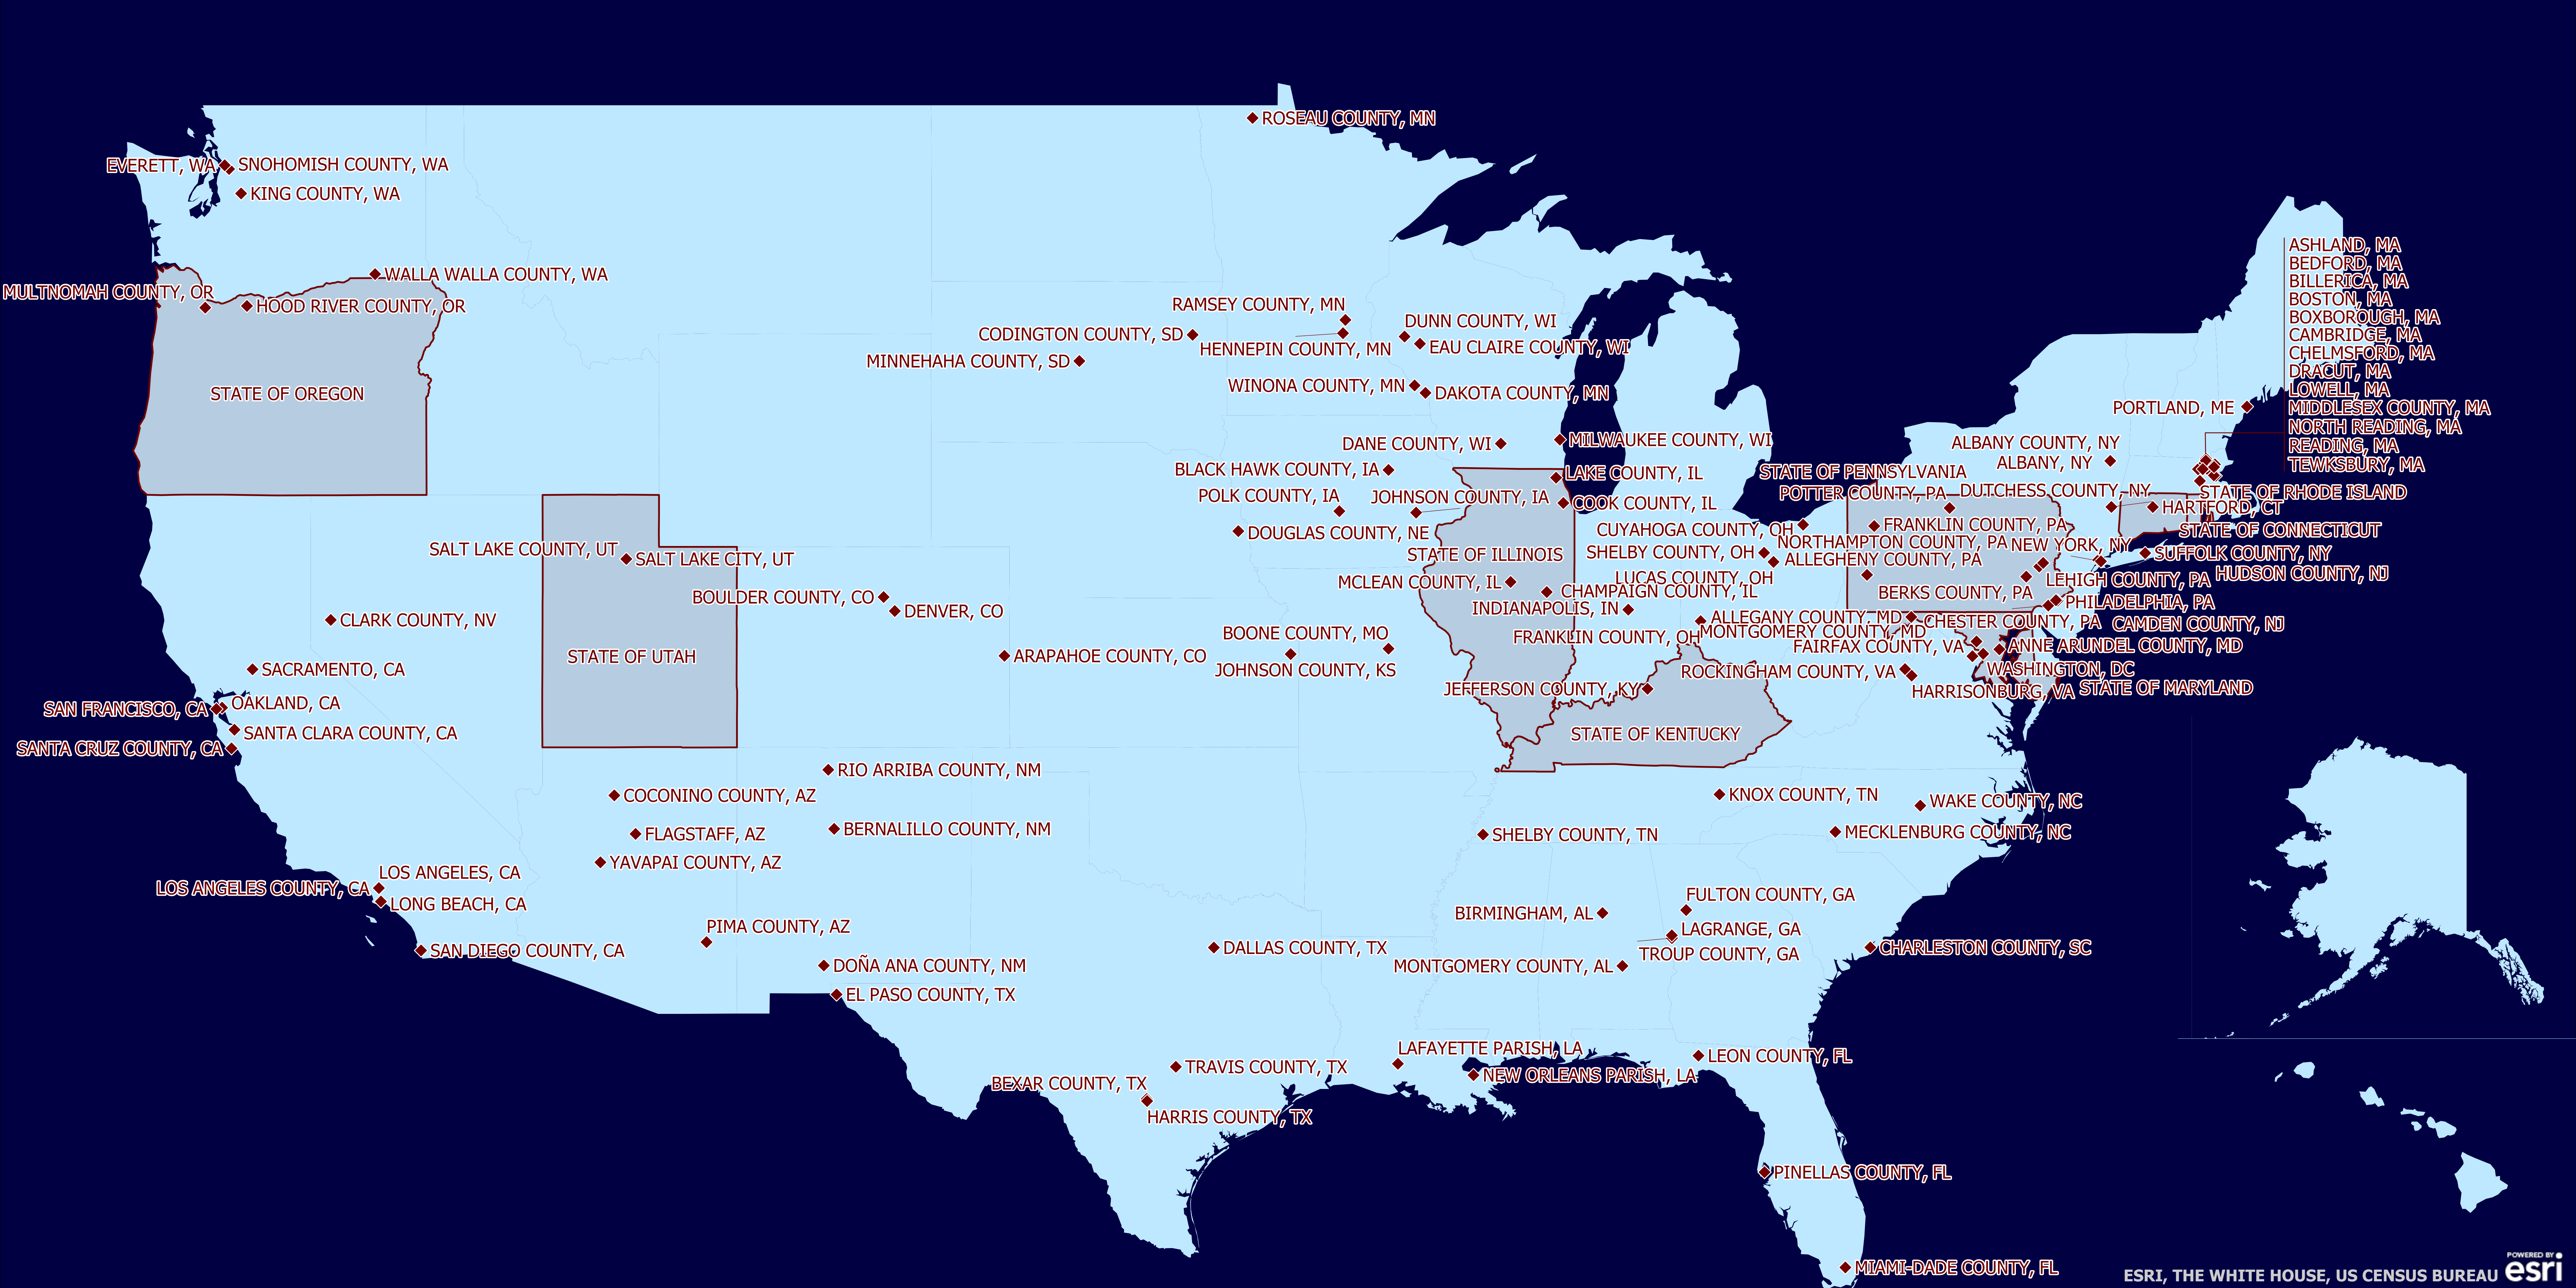 ROSEAU COUNTY, MN
EVERETT, WA
SNOHOMISH COUNTY, WA
KING COUNTY, WA
WALLA WALLA COUNTY, WA
MULTNOMAH COUNTY, OR
HOOD RIVER COUNTY, OR
STATE OF OREGON
RAMSEY COUNTY, MN
CODINGTON COUNTY, SD
HENNEPIN COUNTY, MN
MINNEHAHA COUNTY, SD
DUNN COUNTY, WI
EAU CLAIRE COUNTY, WI
WINONA COUNTY, MN
DAKOTA COUNTY, MN
DANE COUNTY, WI
MILWAUKEE COUNTY, WI
BLACK HAWK COUNTY, IA
LAKE COUNTY, IL
POLK COUNTY, IA
JOHNSON COUNTY, IA
COOK COUNTY, IL
DOUGLAS COUNTY, NE
STATE OF ILLINOIS
MCLEAN COUNTY, IL
CHAMPAIGN COUNTY, IL
INDIANAPOLIS, IN
ASHLAND, MA
BEDFORD, MA
BILLERICA, MA
BOSTON, MA
BOXBOROUGH, MA
CAMBRIDGE, MA
CHELMSFORD, MA
DRACUT, MA
LOWELL, MA
MIDDLESEX COUNTY, MA
NORTH READING, MA
READING, MA
TEWKSBURY, MA
PORTLAND, ME
ALBANY COUNTY, NY
ALBANY, NY
STATE OF PENNSYLVANIA
POTTER COUNTY, PA
DUTCHESS COUNTY, NY
STATE OF RHODE ISLAND
HARTFORD, CT
STATE OF CONNECTICUT
CUYAHOGA COUNTY, OH
FRANKLIN COUNTY, PA
NORTHAMPTON COUNTY, PA
NEW YORK, NY
SHELBY COUNTY, OH
ALLEGHENY COUNTY, PA
SUFFOLK COUNTY, NY
HUDSON COUNTY, NJ
LUCAS COUNTY, OH
LEHIGH COUNTY, PA
BERKS COUNTY, PA
PHILADELPHIA, PA
ALLEGANY COUNTY, MD
CHESTER COUNTY, PA
CAMDEN COUNTY, NJ
FRANKLIN COUNTY, OH
MONTGOMERY COUNTY, MD
FAIRFAX COUNTY, VA
ANNE ARUNDEL COUNTY, MD
ROCKINGHAM COUNTY, VA
WASHINGTON, DC
HARRISONBURG, VA
STATE OF MARYLAND
JEFFERSON COUNTY, KY
STATE OF KENTUCKY
SALT LAKE COUNTY, UT
SALT LAKE CITY, UT
STATE OF UTAH
BOULDER COUNTY, CO
DENVER, CO
ARAPAHOE COUNTY, CO
BOONE COUNTY, MO
JOHNSON COUNTY, KS
CLARK COUNTY, NV
SACRAMENTO, CA
OAKLAND, CA
SAN FRANCISCO, CA
SANTA CLARA COUNTY, CA
SANTA CRUZ COUNTY, CA
RIO ARRIBA COUNTY, NM
COCONINO COUNTY, AZ
BERNALILLO COUNTY, NM
FLAGSTAFF, AZ
YAVAPAI COUNTY, AZ
LOS ANGELES, CA
LOS ANGELES COUNTY, CA
LONG BEACH, CA
SAN DIEGO COUNTY, CA
PIMA COUNTY, AZ
DOÑA ANA COUNTY, NM
EL PASO COUNTY, TX
KNOX COUNTY, TN
WAKE COUNTY, NC
SHELBY COUNTY, TN
MECKLENBURG COUNTY, NC
FULTON COUNTY, GA
BIRMINGHAM, AL
LAGRANGE, GA
TROUP COUNTY, GA
CHARLESTON COUNTY, SC
DALLAS COUNTY, TX
MONTGOMERY COUNTY, AL
LAFAYETTE PARISH, LA
LEON COUNTY, FL
NEW ORLEANS PARISH, LA
TRAVIS COUNTY, TX
BEXAR COUNTY, TX
HARRIS COUNTY, TX
PINELLAS COUNTY, FL
MIAMI-DADE COUNTY, FL
ESRI, THE WHITE HOUSE, US CENSUS BUREAU
POWERED BY
esri